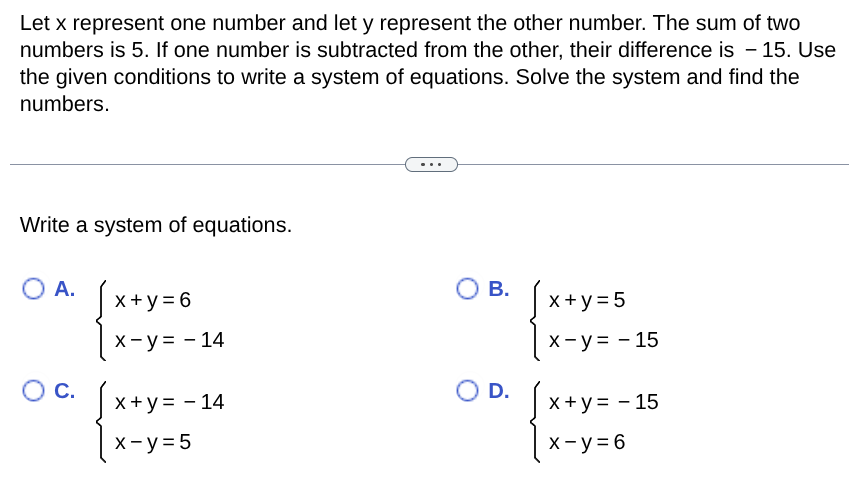 Let x represent one number and let y represent the other number. The sum of two
numbers is 5. If one number is subtracted from the other, their difference is − 15. Use
the given conditions to write a system of equations. Solve the system and find the
numbers.
Write a system of equations.
A.
x + y = 6
x − y = − 14
B.
x + y = 5
x − y = − 15
C.
x + y = − 14
x − y = 5
D.
x + y = − 15
x − y = 6